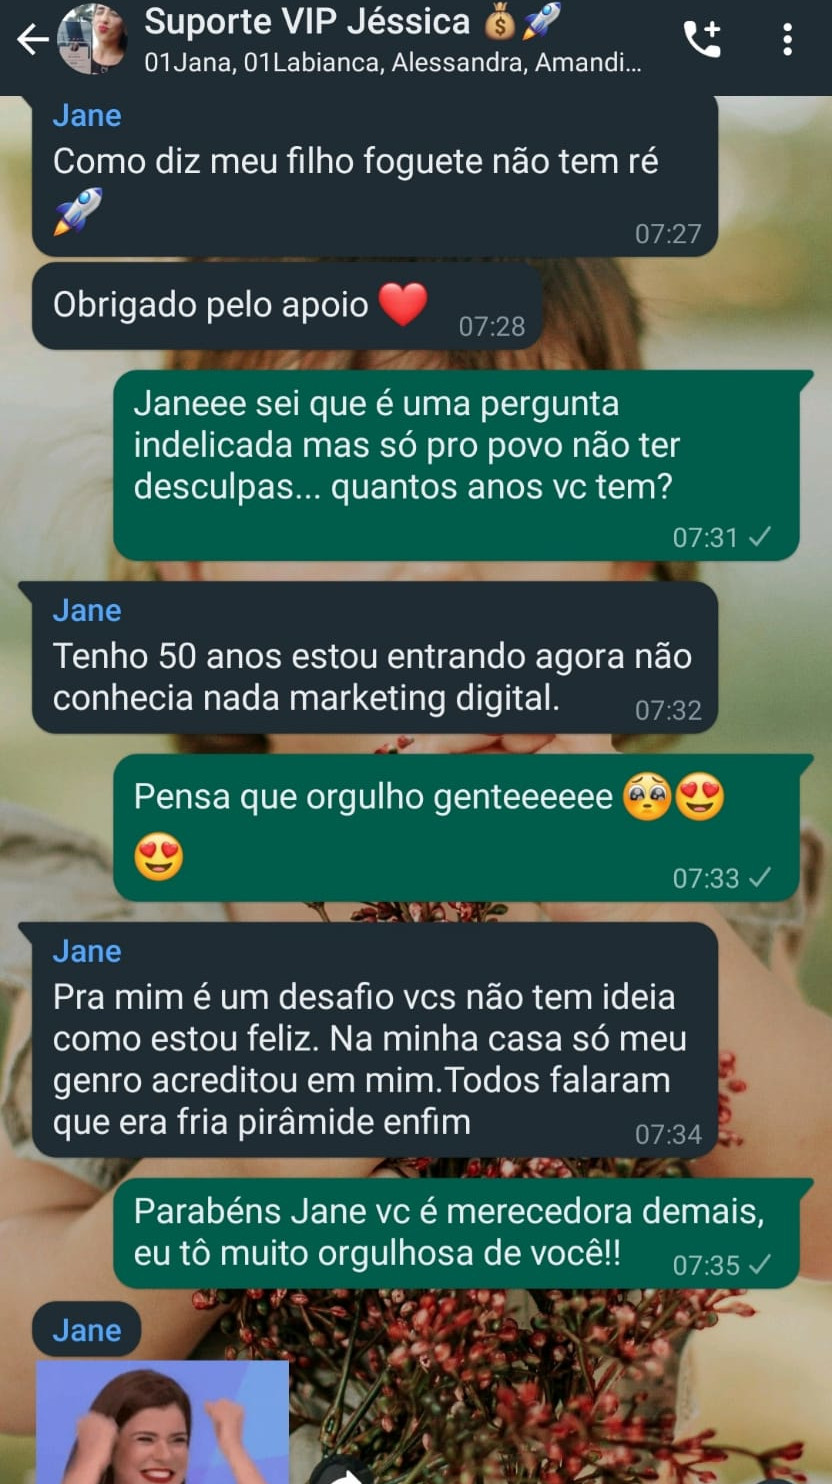 Suporte VIP Jéssica 💰🚀
01Jana, 01Labianca, Alessandra, Amandi...
Jane
Como diz meu filho foguete não tem ré
🚀
07:27
Obrigado pelo apoio ❤️
07:28
Janeee sei que é uma pergunta
indelicada mas só pro povo não ter
desculpas... quantos anos vc tem?
07:31
Jane
Tenho 50 anos estou entrando agora não
conhecia nada marketing digital.
07:32
Pensa que orgulho genteeeeee 🥺😍
😍
07:33
Jane
Pra mim é um desafio vcs não tem ideia
como estou feliz. Na minha casa só meu
genro acreditou em mim.Todos falaram
que era fria pirâmide enfim
07:34
Parabéns Jane vc é merecedora demais,
eu tô muito orgulhosa de você!!
07:35
Jane